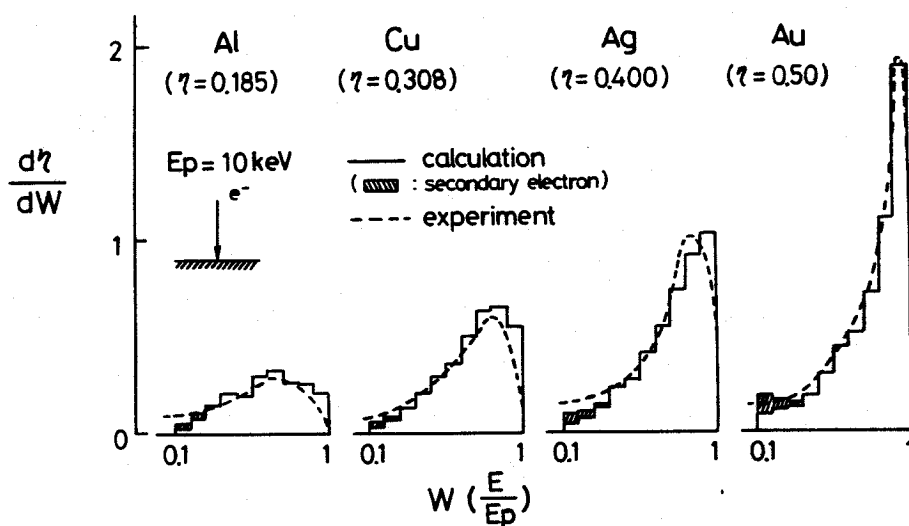 2
Al Cu Ag Au
(η=0.185) (η=0.308) (η=0.400) (η=0.50)
dη
dW
Ep = 10 keV
e⁻
calculation
( : secondary electron)
experiment
1
0
0.1 1 0.1 1 0.1 1 0.1 1
W (E/Ep)